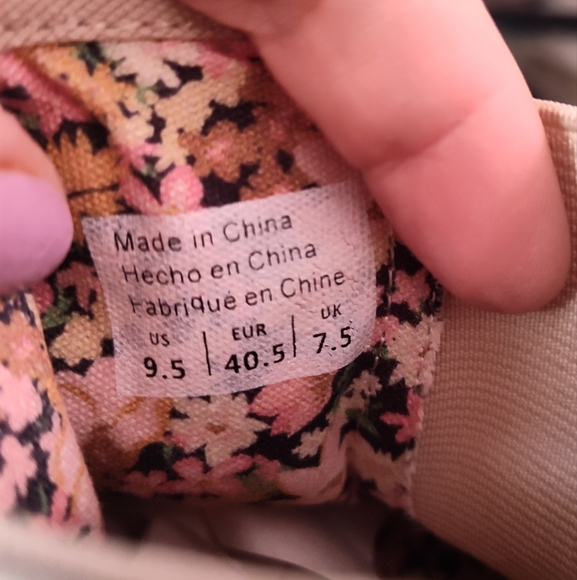 Made in China
Hecho en China
Fabriqué en Chine
US | EUR | UK
9.5 | 40.5 | 7.5